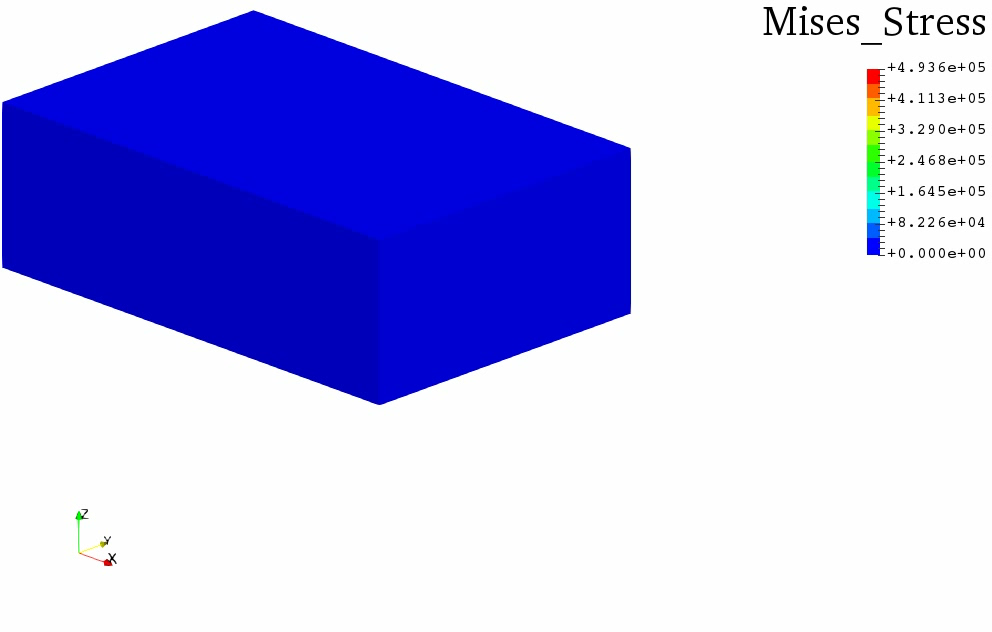 Mises_Stress
+4.936e+05
+4.113e+05
+3.290e+05
+2.468e+05
+1.645e+05
+8.226e+04
+0.000e+00
Z
Y
X